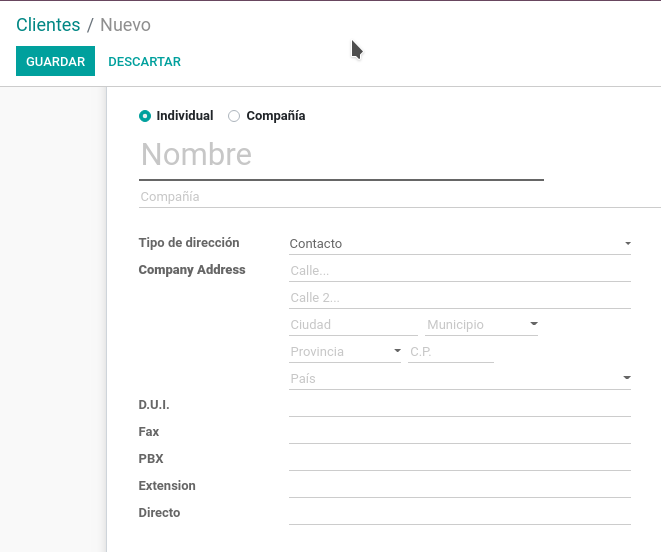 Clientes / Nuevo
GUARDAR DESCARTAR
Individual Compañía
Nombre
Compañía
Tipo de dirección Contacto
Company Address Calle...
Calle 2...
Ciudad Municipio
Provincia C.P.
País
D.U.I.
Fax
PBX
Extension
Directo